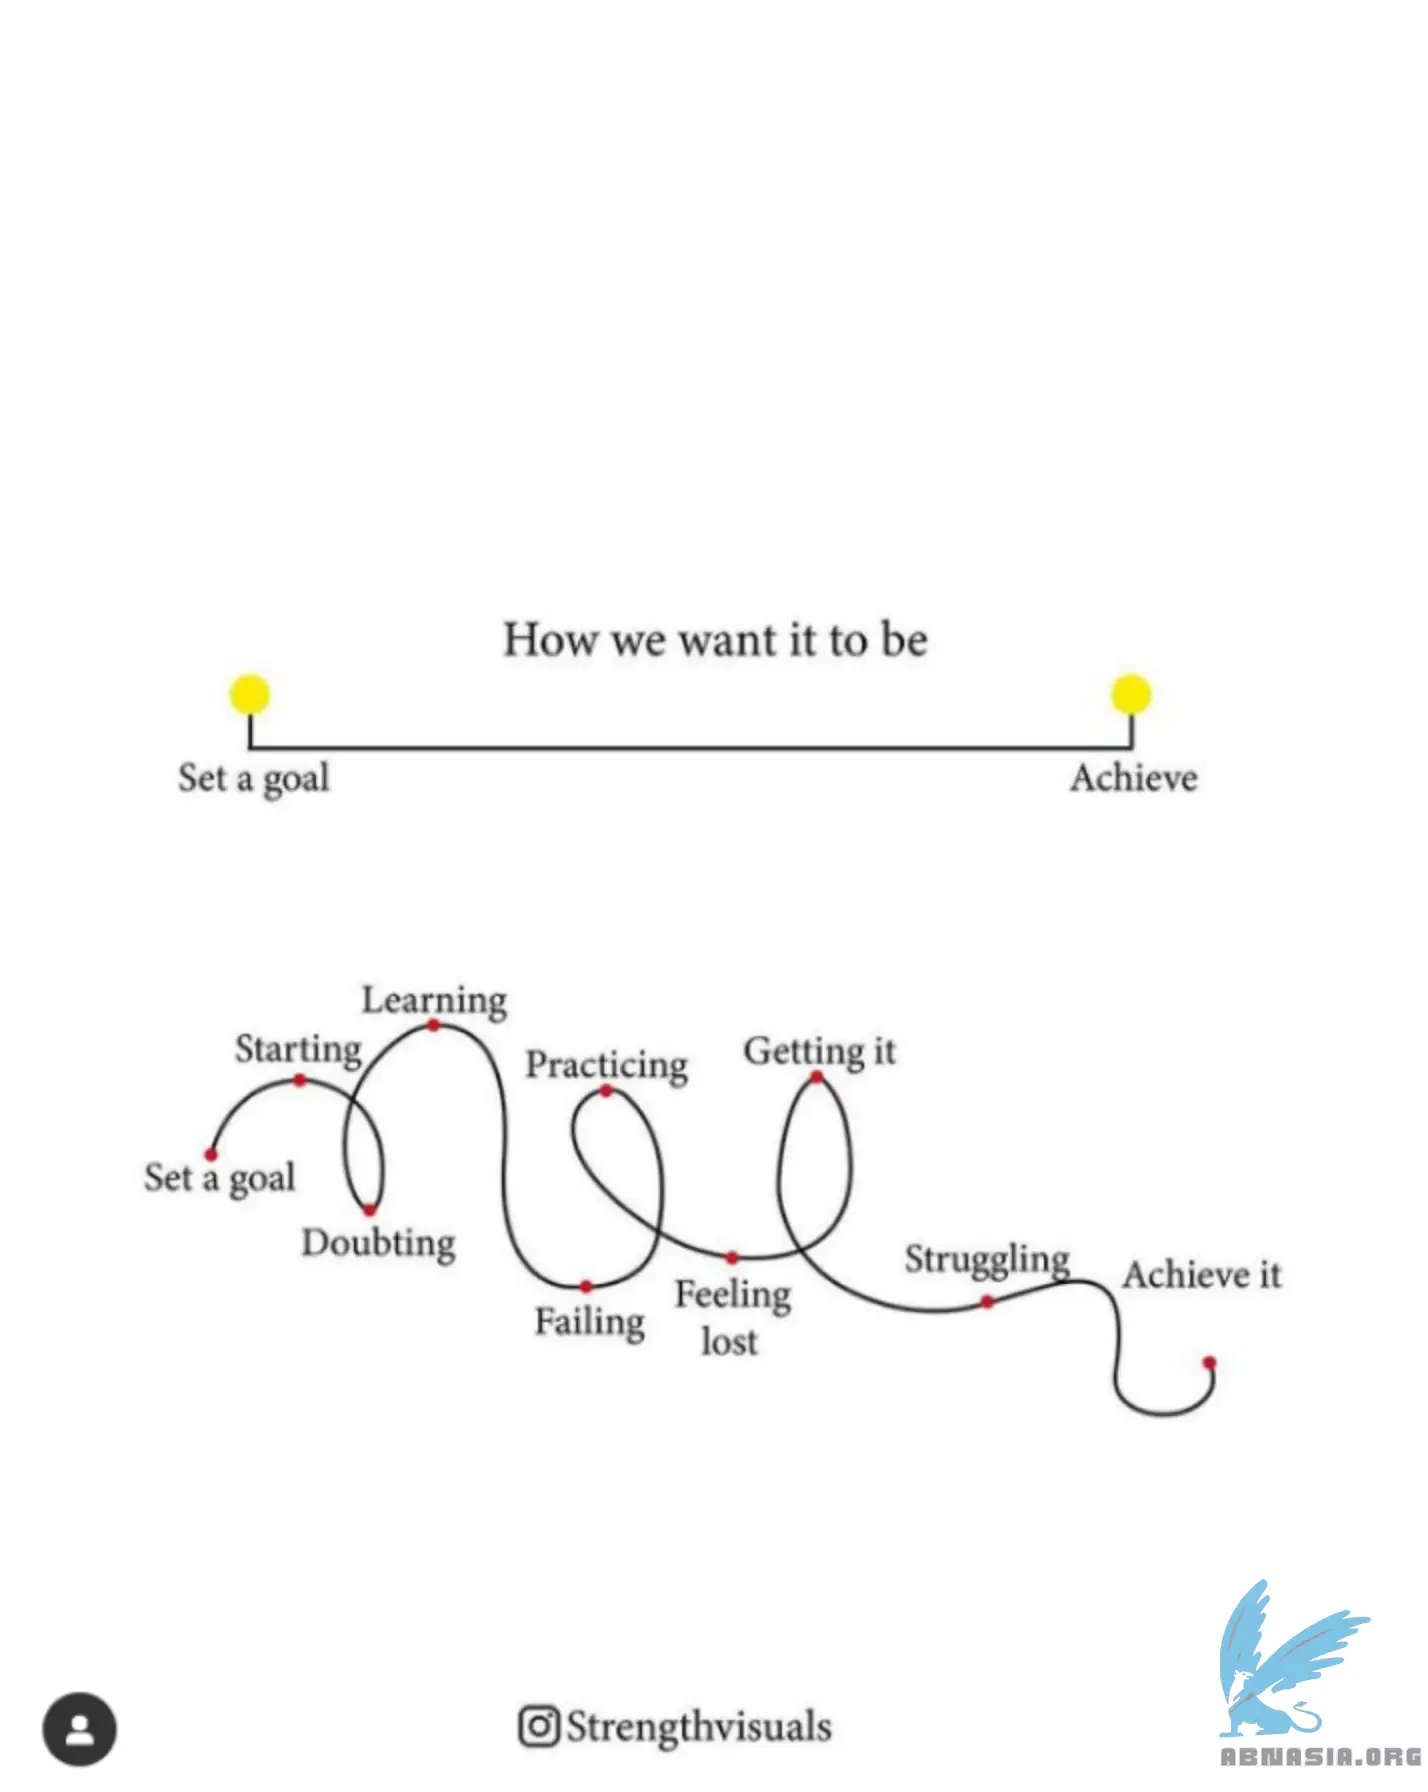 How we want it to be
Set a goal
Achieve
Learning
Starting
Practicing
Getting it
Set a goal
Doubting
Failing
Feeling
lost
Struggling
Achieve it
Strengthvisuals
ABNASIA.ORG